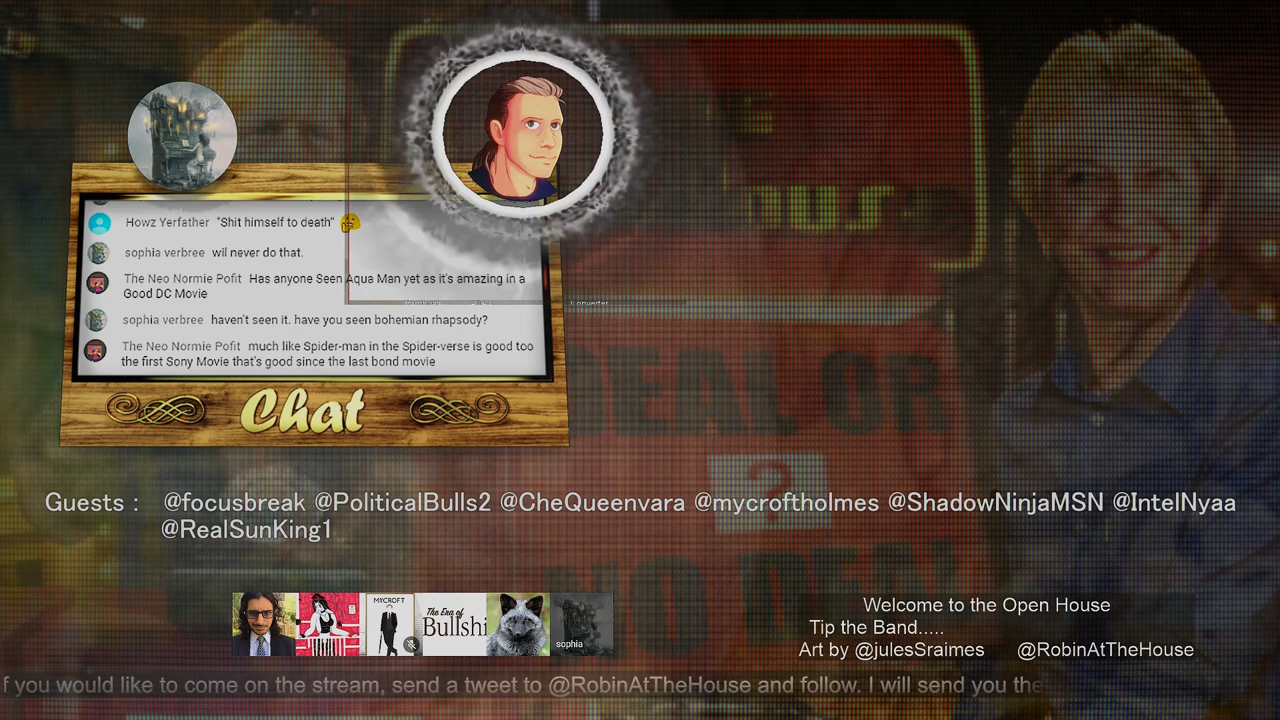 Howz Yerfather "Shit himself to death"
sophia verbree wil never do that.
The Neo Normie Pofit Has anyone Seen Aqua Man yet as it's amazing in a
Good DC Movie
sophia verbree haven't seen it. have you seen bohemian rhapsody?
The Neo Normie Pofit much like Spider-man in the Spider-verse is good too
the first Sony Movie that's good since the last bond movie
Chat
DEAL OR
?
NO DEAL
Guests : @focusbreak @PoliticalBulls2 @CheQueenvara @mycroftholmes @ShadowNinjaMSN @IntelNyaa
@RealSunKing1
MYCROFT
The Era of
Bullshi
sophia
Welcome to the Open House
Tip the Band.....
Art by @julesSraimes @RobinAtTheHouse
f you would like to come on the stream, send a tweet to @RobinAtTheHouse and follow. I will send you the